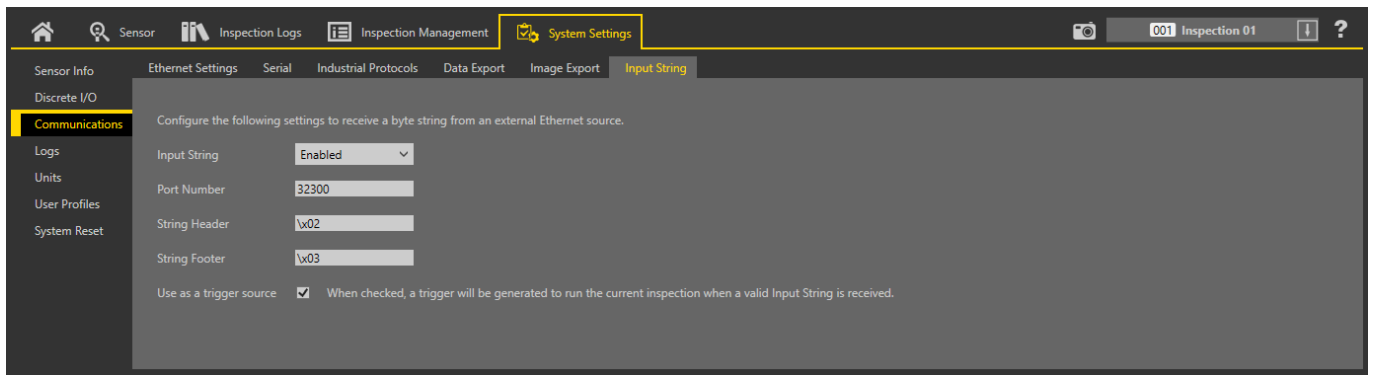 Sensor Inspection Logs Inspection Management System Settings 001 Inspection 01 ?
Sensor Info Ethernet Settings Serial Industrial Protocols Data Export Image Export Input String
Discrete I/O
Communications Configure the following settings to receive a byte string from an external Ethernet source.
Logs Input String Enabled
Units
Port Number 32300
User Profiles
String Header \x02
System Reset
String Footer \x03
Use as a trigger source When checked, a trigger will be generated to run the current inspection when a valid Input String is received.